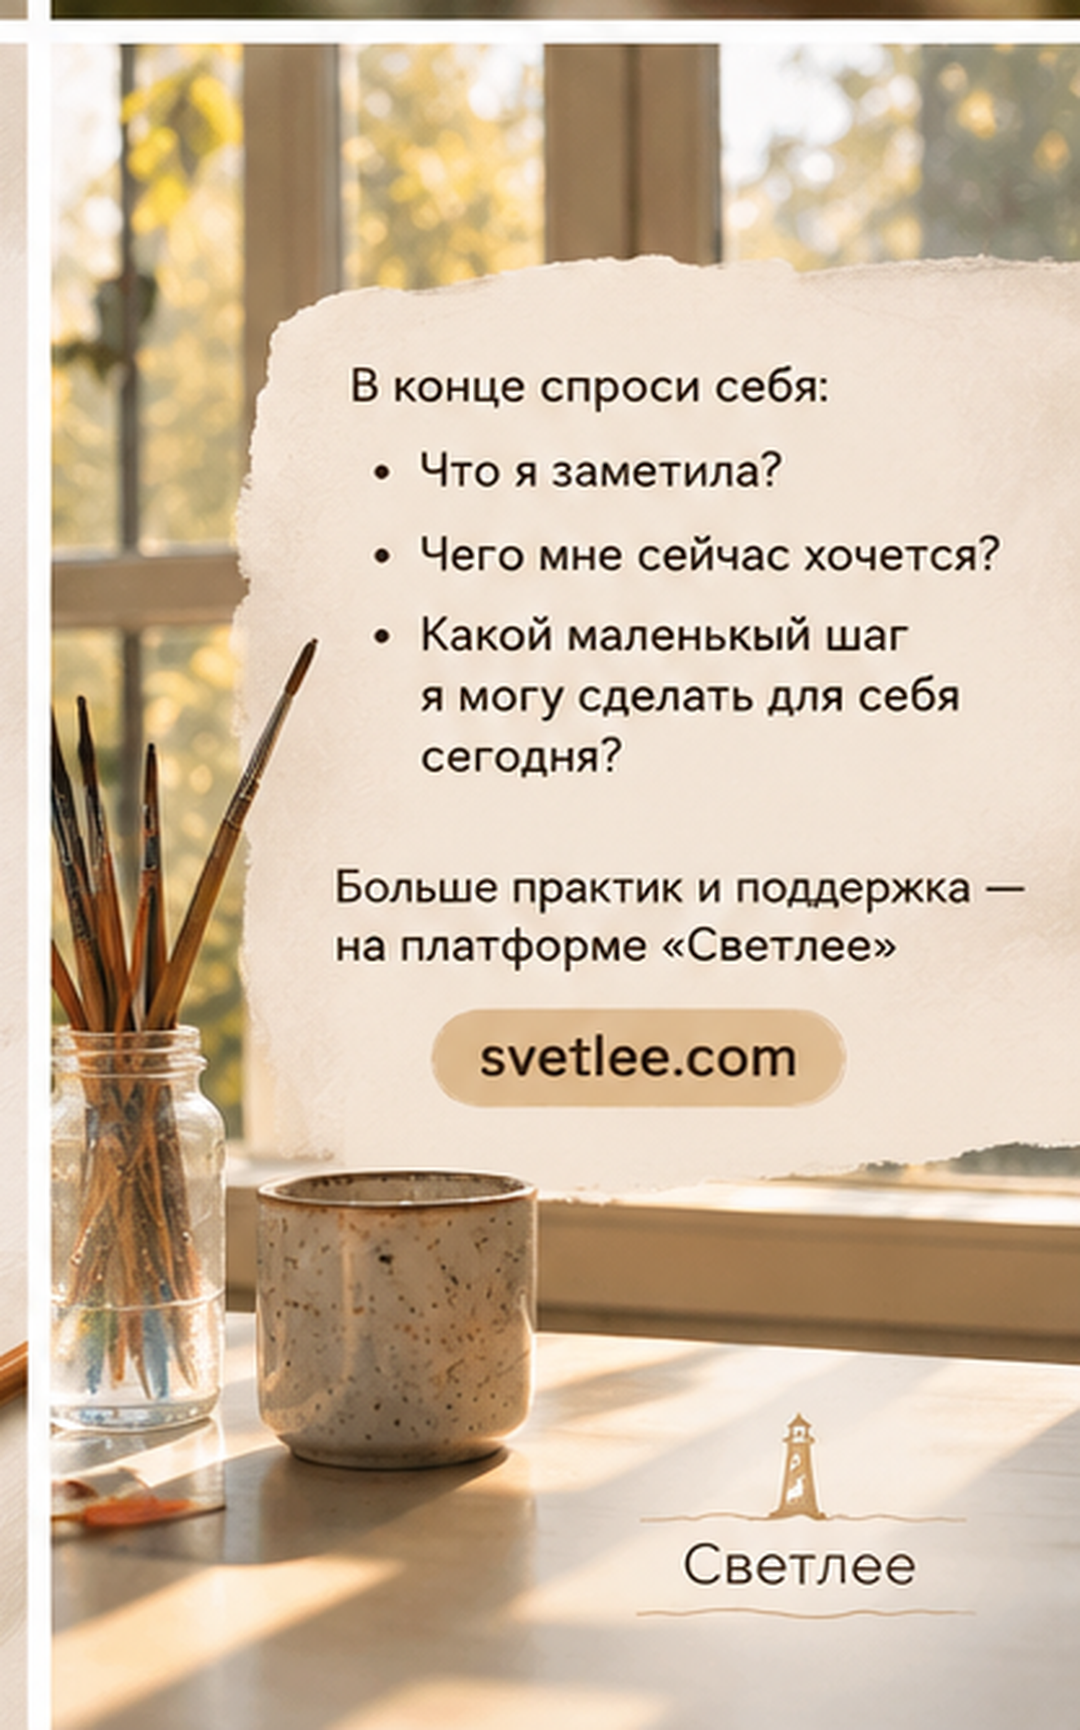 В конце спроси себя:
• Что я заметила?
• Чего мне сейчас хочется?
• Какой маленькый шаг
я могу сделать для себя
сегодня?
Больше практик и поддержка —
на платформе «Светлее»
svetlee.com
Светлее